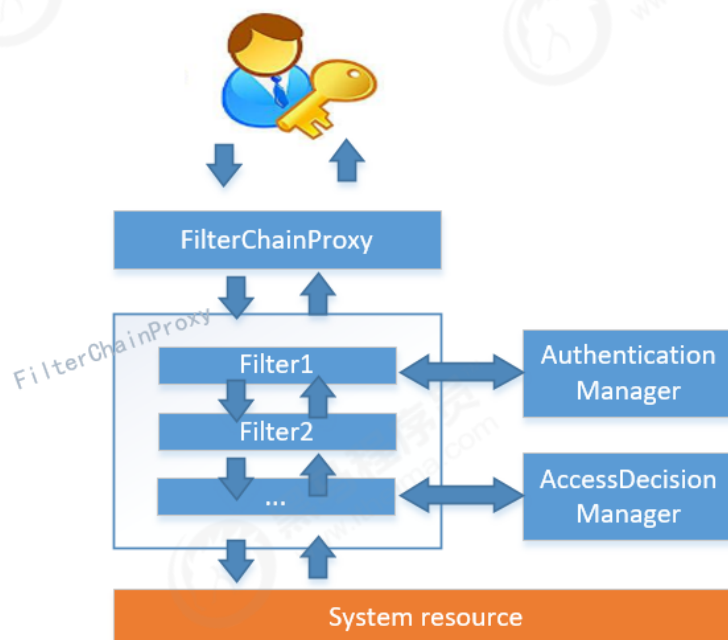 FilterChainProxy
FilterChainProxy
Filter1
Filter2
...
Authentication
Manager
AccessDecision
Manager
System resource